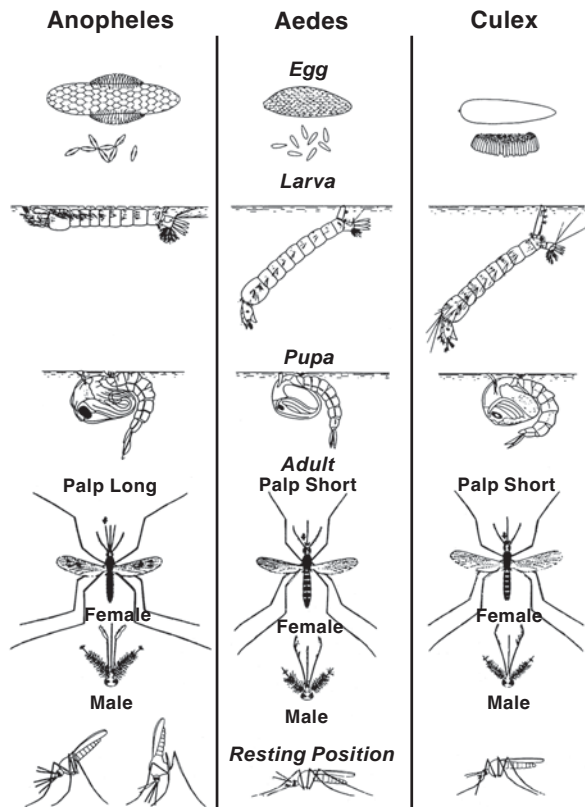 Anopheles Aedes Culex
Egg
Larva
Pupa
Adult
Palp Long Palp Short Palp Short
Female Female Female
Male Male Male
Resting Position